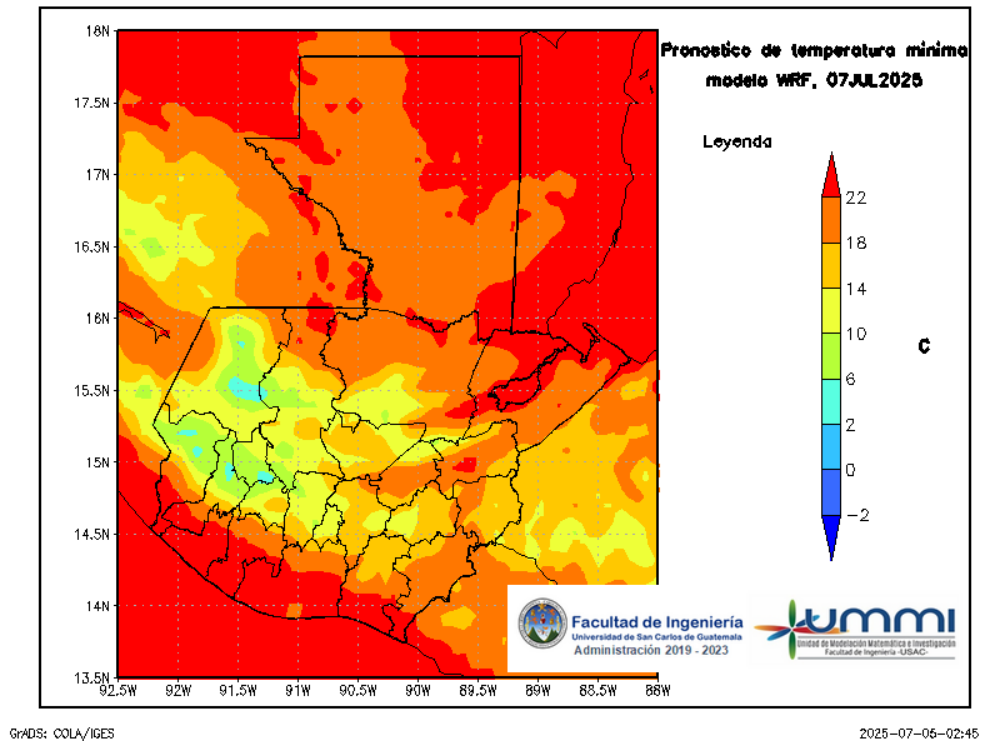 Pronostico de temperatura minima
modelo WRF, 07JUL2025
Leyenda
22
18
14
10
6
2
0
−2
C
18N
17.5N
17N
16.5N
16N
15.5N
15N
14.5N
14N
13.5N
92.5W 92W 91.5W 91W 90.5W 90W 89.5W 89W 88.5W 88W
Facultad de Ingeniería
Universidad de San Carlos de Guatemala
Administración 2019 - 2023
ummi
Unidad de Modelación Matemática e Investigación
Facultad de Ingeniería -USAC-
GrADS: COLA/IGES
2025-07-05-02:45